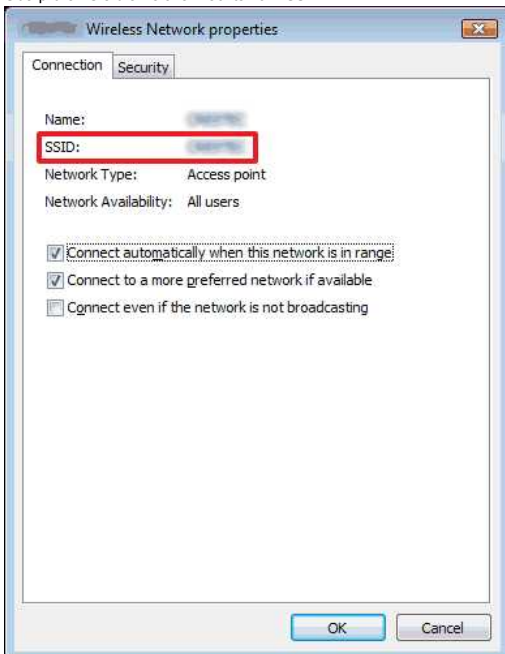 Wireless Network properties
Connection Security
Name:
SSID:
Network Type: Access point
Network Availability: All users
Connect automatically when this network is in range
Connect to a more preferred network if available
Connect even if the network is not broadcasting
OK Cancel